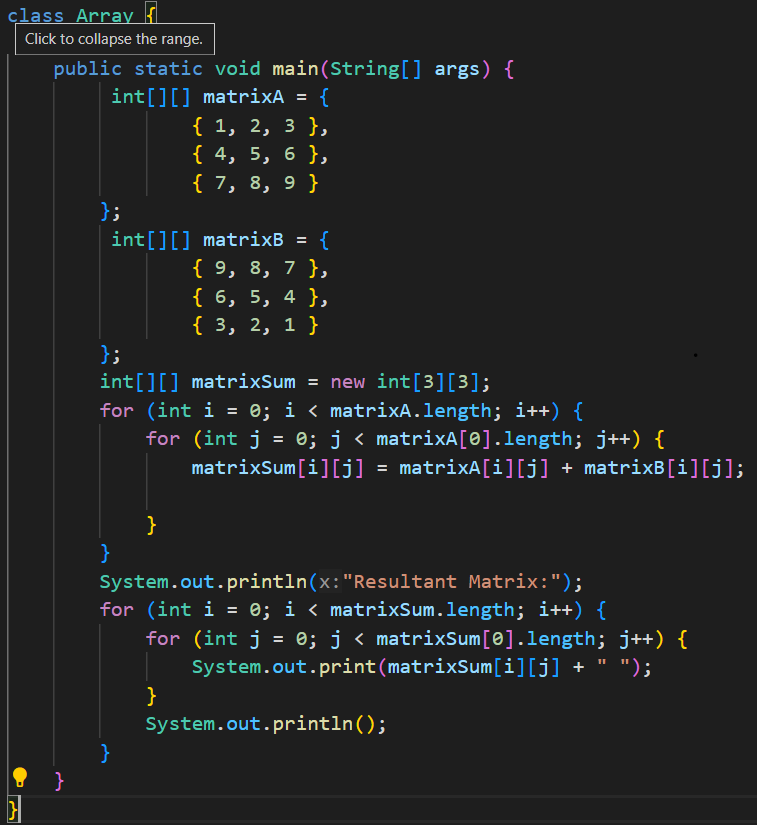 class Array {
Click to collapse the range.
public static void main(String[] args) {
int[][] matrixA = {
{ 1, 2, 3 },
{ 4, 5, 6 },
{ 7, 8, 9 }
};
int[][] matrixB = {
{ 9, 8, 7 },
{ 6, 5, 4 },
{ 3, 2, 1 }
};
int[][] matrixSum = new int[3][3];
for (int i = 0; i < matrixA.length; i++) {
for (int j = 0; j < matrixA[0].length; j++) {
matrixSum[i][j] = matrixA[i][j] + matrixB[i][j];
}
}
System.out.println(x:"Resultant Matrix:");
for (int i = 0; i < matrixSum.length; i++) {
for (int j = 0; j < matrixSum[0].length; j++) {
System.out.print(matrixSum[i][j] + " ");
}
System.out.println();
}
}
}